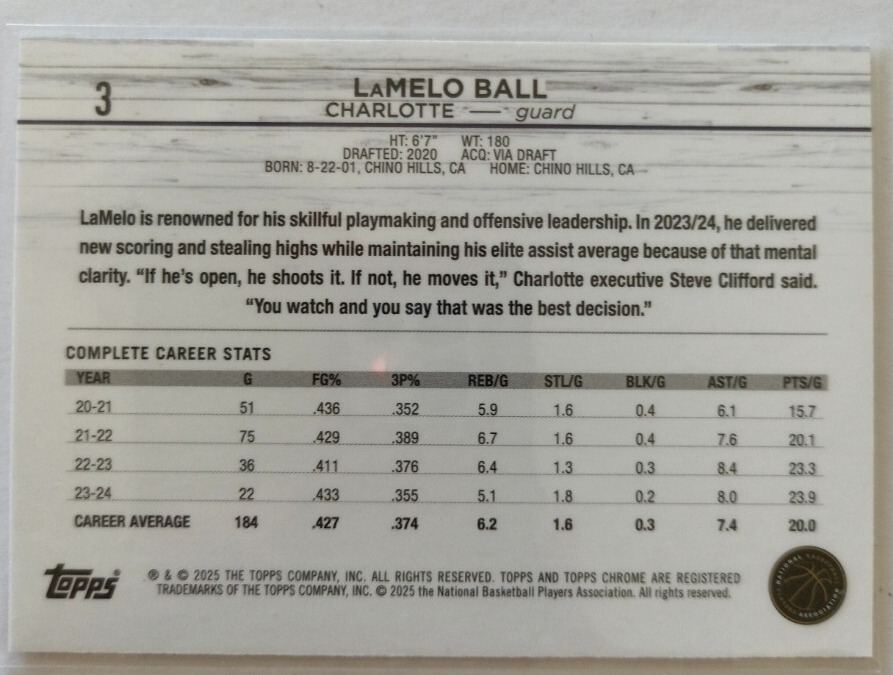 3
LAMELO BALL
CHARLOTTE — guard
HT: 6'7" WT: 180
DRAFTED: 2020 ACQ: VIA DRAFT
BORN: 8-22-01, CHINO HILLS, CA HOME: CHINO HILLS, CA
LaMelo is renowned for his skillful playmaking and offensive leadership. In 2023/24, he delivered
new scoring and stealing highs while maintaining his elite assist average because of that mental
clarity. “If he's open, he shoots it. If not, he moves it,” Charlotte executive Steve Clifford said.
“You watch and you say that was the best decision.”
COMPLETE CAREER STATS
YEAR G FG% 3P% REB/G STL/G BLK/G AST/G PTS/G
20-21 51 .436 .352 5.9 1.6 0.4 6.1 15.7
21-22 75 .429 .389 6.7 1.6 0.4 7.6 20.1
22-23 36 .411 .376 6.4 1.3 0.3 8.4 23.3
23-24 22 .433 .355 5.1 1.8 0.2 8.0 23.9
CAREER AVERAGE 184 .427 .374 6.2 1.6 0.3 7.4 20.0
Topps®
® & © 2025 THE TOPPS COMPANY, INC. ALL RIGHTS RESERVED. TOPPS AND TOPPS CHROME ARE REGISTERED
TRADEMARKS OF THE TOPPS COMPANY, INC. © 2025 the National Basketball Players Association. All rights reserved.
NATIONAL
ASSOCIATION